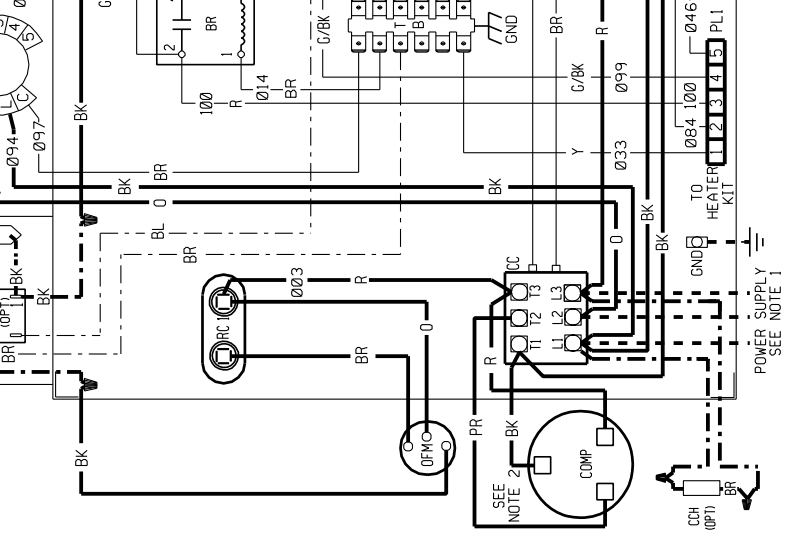 G/BK
BR
T B
GND
BR
R
046
PL1
5
4
3
2
1
4
5
L
C
BR
2
1
BK
G/BK
099
014
BR
100
R
100
084
094
097
Y
033
BR
BK
BK
O
TO
HEATER
KIT
BK
BK
O
BL
BR
GND
CC
BK
BK
(OPT)
BR
003
R
RC 1
O
BR
T3
L3
T2
L2
T1
L1
POWER SUPPLY
SEE NOTE 1
R
PR
BK
BK
OFM
COMP
SEE
NOTE 2
CCH
(OPT)
BR